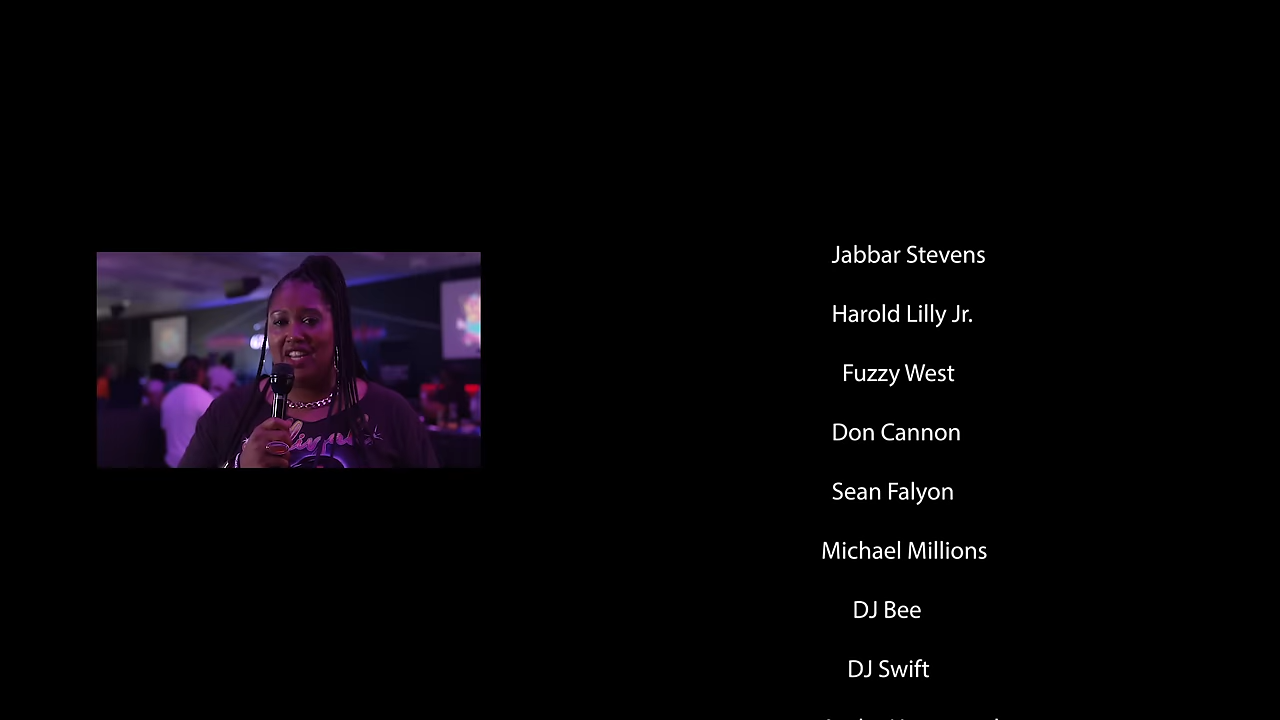 Jabbar Stevens
Harold Lilly Jr.
Fuzzy West
Don Cannon
Sean Falyon
Michael Millions
DJ Bee
DJ Swift